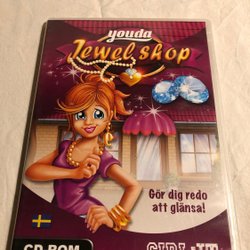 youda
Jewel shop
Gör dig redo
att glänsa!
CD-ROM